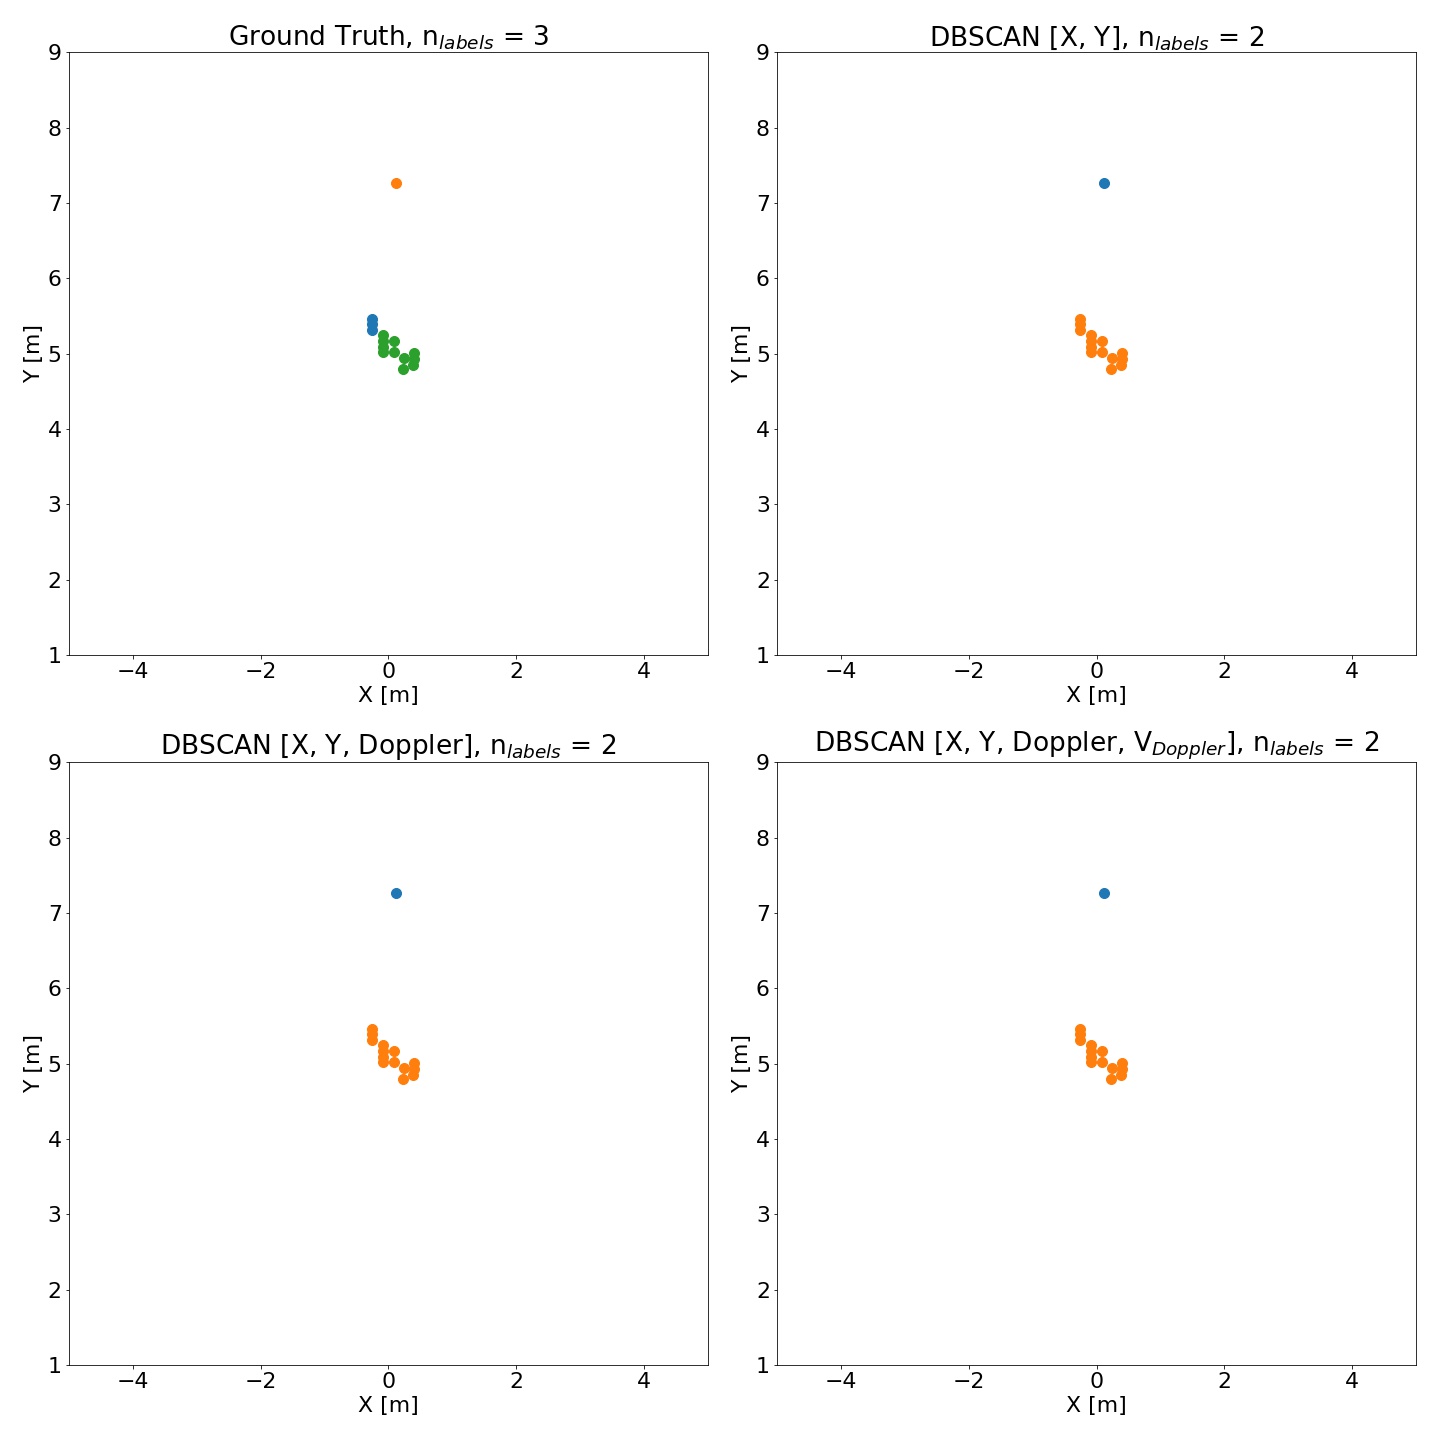 Ground Truth, n_labels = 3
9
8
7
6
5
4
3
2
1
Y [m]
−4 −2 0 2 4
X [m]
DBSCAN [X, Y], n_labels = 2
9
8
7
6
5
4
3
2
1
Y [m]
−4 −2 0 2 4
X [m]
DBSCAN [X, Y, Doppler], n_labels = 2
9
8
7
6
5
4
3
2
1
Y [m]
−4 −2 0 2 4
X [m]
DBSCAN [X, Y, Doppler, V_Doppler], n_labels = 2
9
8
7
6
5
4
3
2
1
Y [m]
−4 −2 0 2 4
X [m]